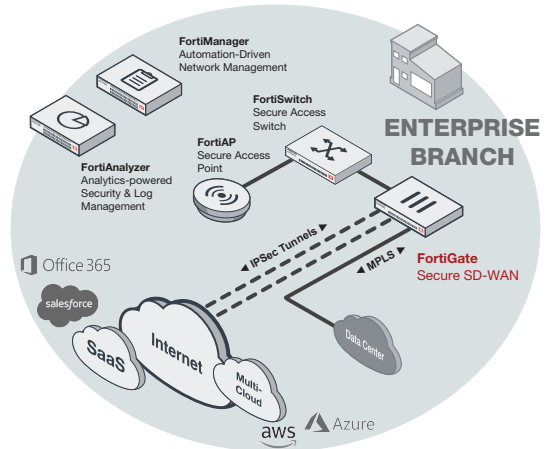 FortiManager
Automation-Driven
Network Management
FortiSwitch
Secure Access
Switch
ENTERPRISE
BRANCH
FortiAP
Secure Access
Point
FortiAnalyzer
Analytics-powered
Security & Log
Management
IPSec Tunnels
MPLS
FortiGate
Secure SD-WAN
Office 365
salesforce
SaaS
Internet
Multi-
Cloud
Data Center
aws
Azure